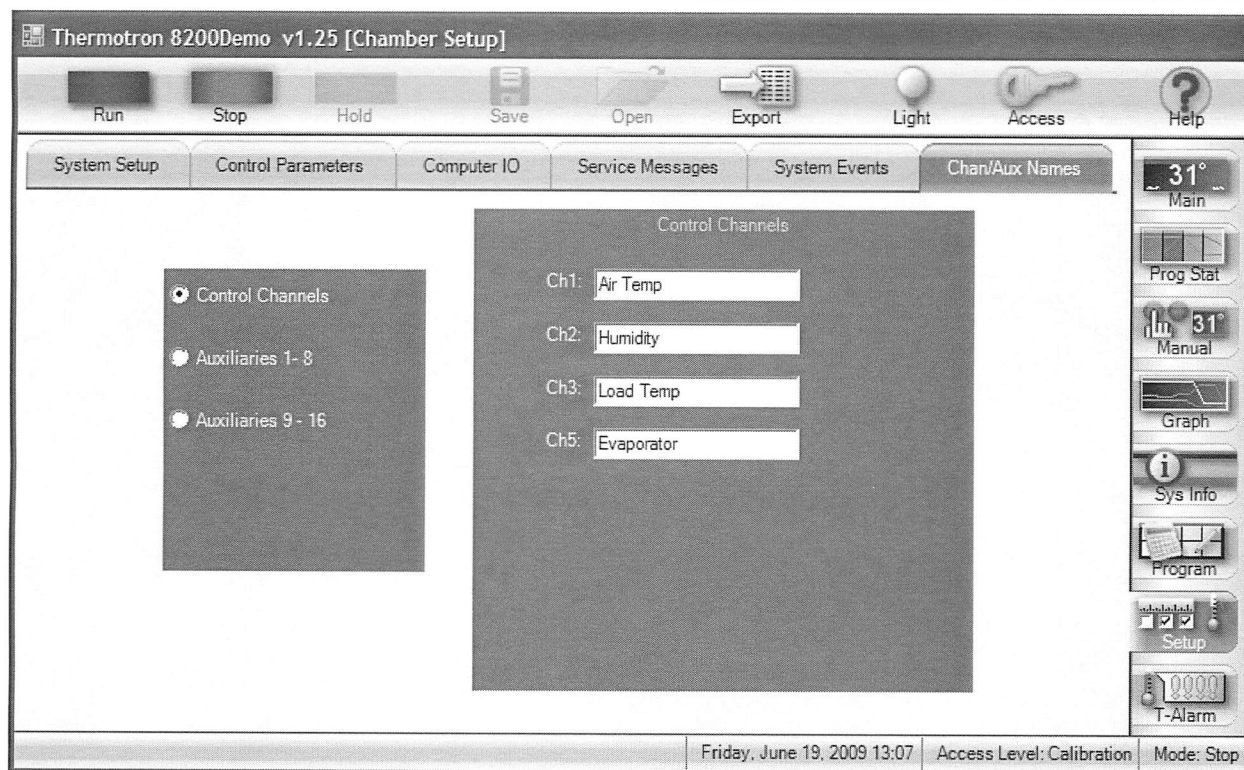 Thermotron 8200Demo v1.25 [Chamber Setup]
Run Stop Hold Save Open Export Light Access Help
System Setup Control Parameters Computer IO Service Messages System Events Chan/Aux Names
31°
Main
Prog Stat
31°
Manual
Graph
Sys Info
Program
Setup
T-Alarm
Control Channels
Auxiliaries 1- 8
Auxiliaries 9 - 16
Control Channels
Ch1: Air Temp
Ch2: Humidity
Ch3: Load Temp
Ch5: Evaporator
Friday, June 19, 2009 13:07 Access Level: Calibration Mode: Stop